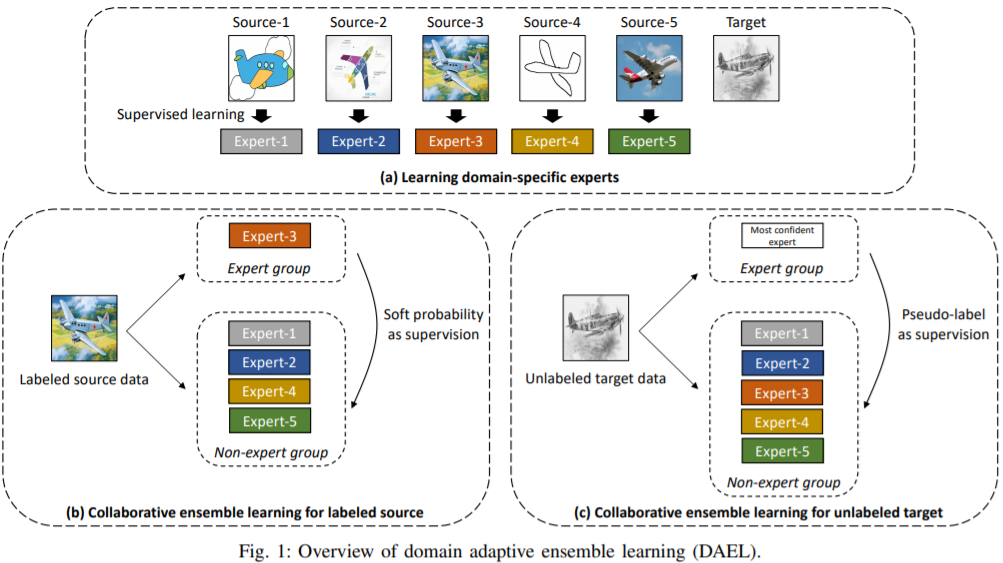 Source-1
Source-2
Source-3
Source-4
Source-5
Target
Supervised learning
Expert-1
Expert-2
Expert-3
Expert-4
Expert-5
(a) Learning domain-specific experts
Expert-3
Expert group
Labeled source data
Expert-1
Expert-2
Expert-4
Expert-5
Non-expert group
Soft probability
as supervision
(b) Collaborative ensemble learning for labeled source
Most confident
expert
Expert group
Unlabeled target data
Expert-1
Expert-2
Expert-3
Expert-4
Expert-5
Non-expert group
Pseudo-label
as supervision
(c) Collaborative ensemble learning for unlabeled target
Fig. 1: Overview of domain adaptive ensemble learning (DAEL).